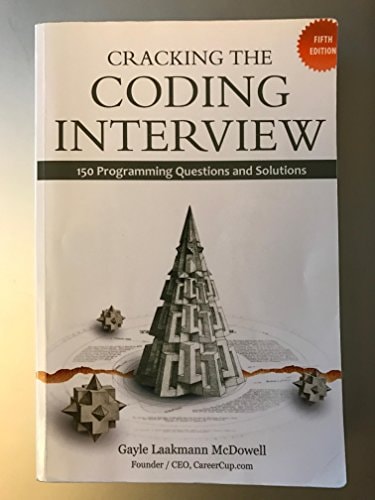 FIFTH
EDITION
CRACKING THE
CODING
INTERVIEW
150 Programming Questions and Solutions
Gayle Laakmann McDowell
Founder / CEO, CareerCup.com